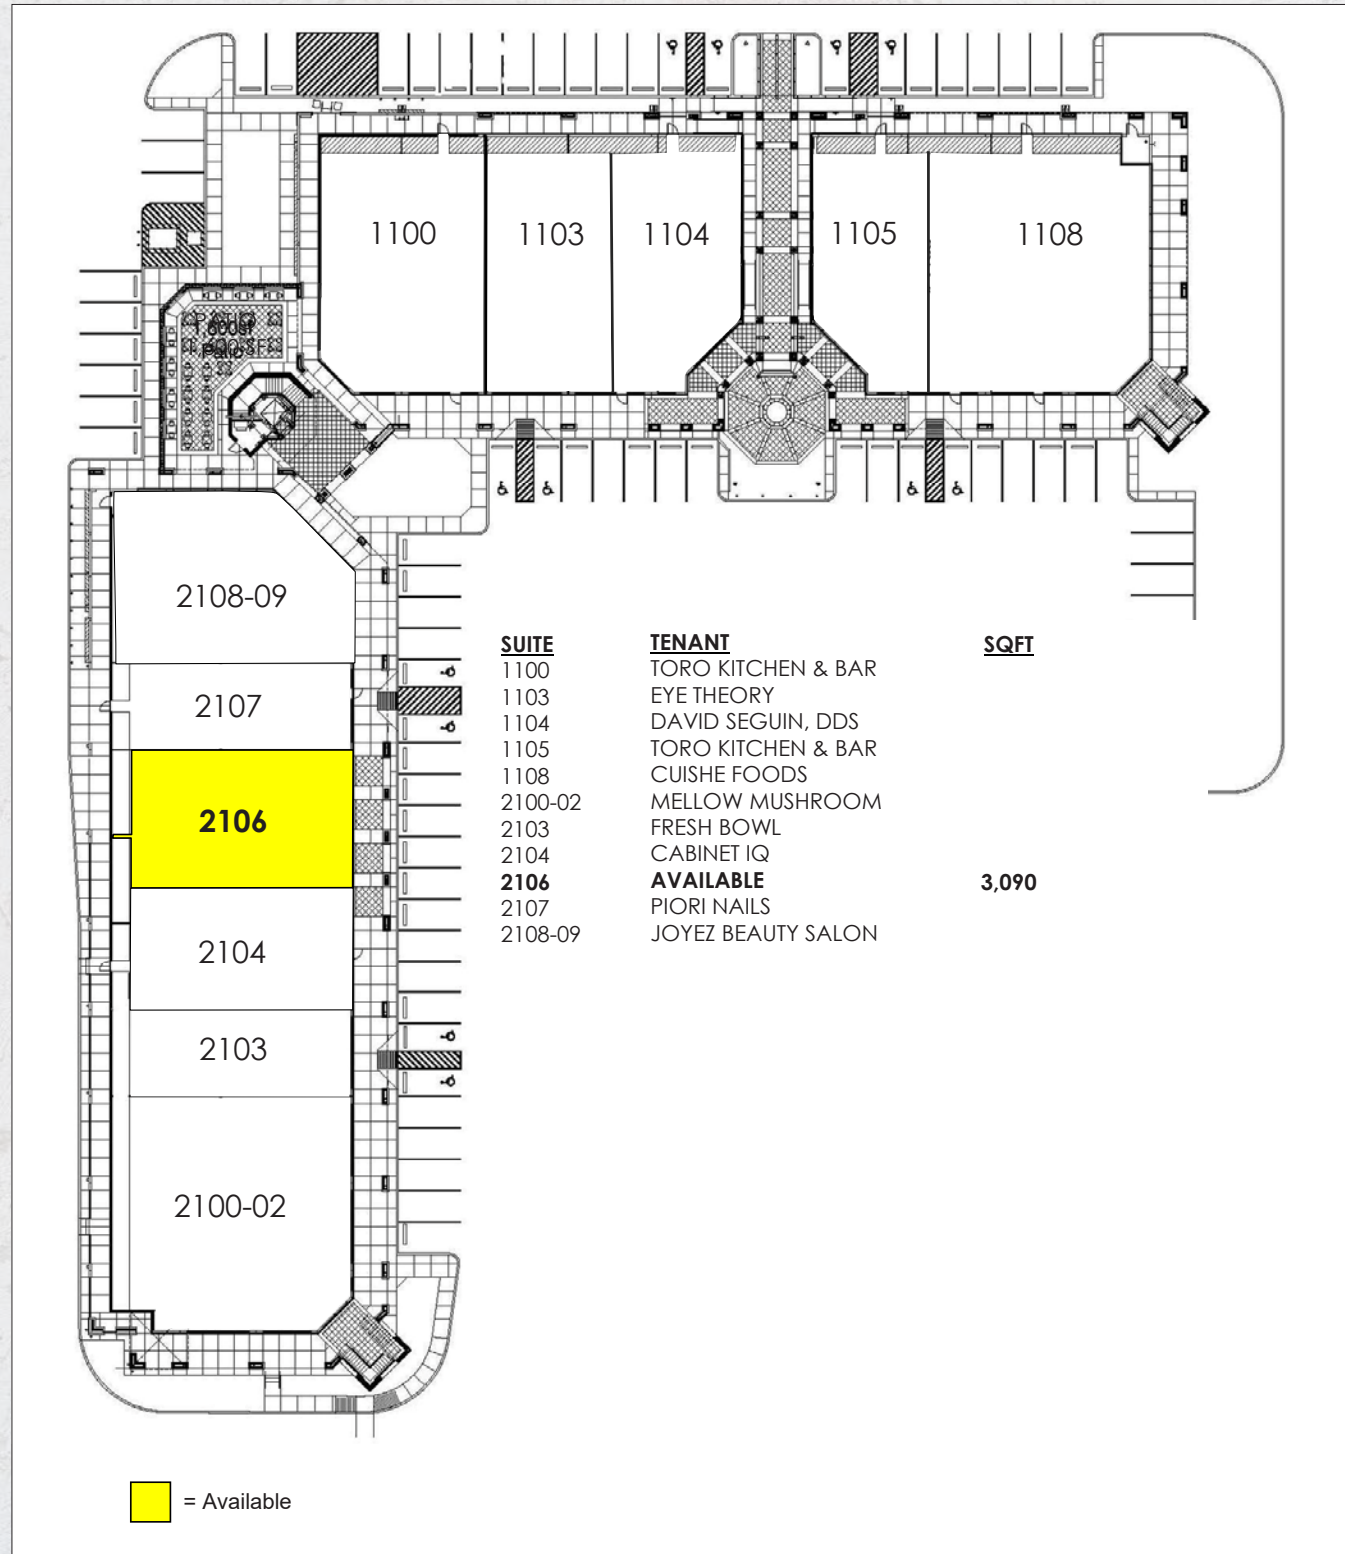 1100
1103
1104
1105
1108
2108-09
2107
2106
2104
2103
2100-02
SUITE TENANT SQFT
1100 TORO KITCHEN & BAR
1103 EYE THEORY
1104 DAVID SEGUIN, DDS
1105 TORO KITCHEN & BAR
1108 CUISHE FOODS
2100-02 MELLOW MUSHROOM
2103 FRESH BOWL
2104 CABINET IQ
2106 AVAILABLE 3,090
2107 PIORI NAILS
2108-09 JOYEZ BEAUTY SALON
= Available